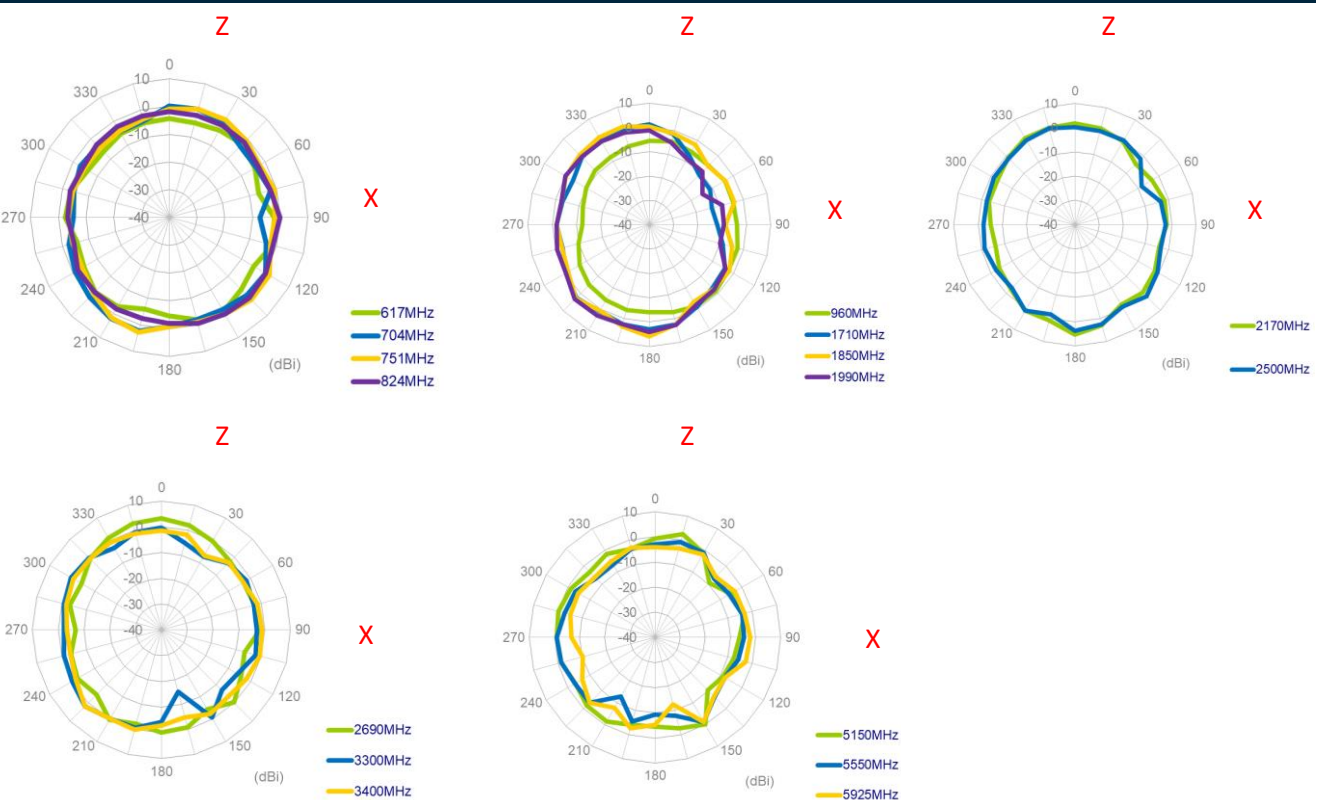 Z Z Z
0
10
330 30
0
-10
300 60
-20
-30
270 -40 90
X
240 120
210 150
180
(dBi)
617MHz
704MHz
751MHz
824MHz
0
10
330 30
0
-10
300 60
-20
-30
270 -40 90
X
240 120
210 150
180
(dBi)
960MHz
1710MHz
1850MHz
1990MHz
0
10
330 30
0
-10
300 60
-20
-30
270 -40 90
X
240 120
210 150
180
(dBi)
2170MHz
2500MHz
Z Z
0
10
330 30
0
-10
300 60
-20
-30
270 -40 90
X
240 120
210 150
180
(dBi)
2690MHz
3300MHz
3400MHz
0
10
330 30
0
-10
300 60
-20
-30
270 -40 90
X
240 120
210 150
180
(dBi)
5150MHz
5550MHz
5925MHz